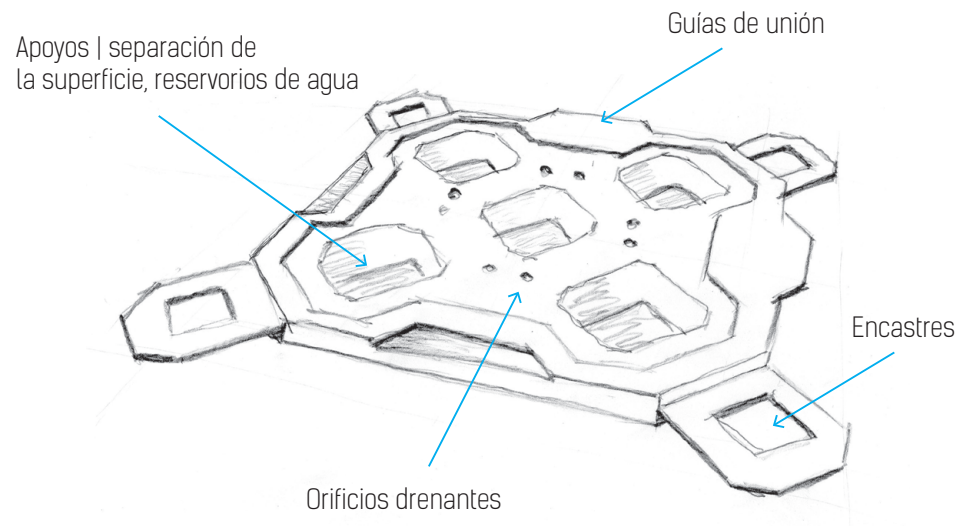 Guías de unión
Apoyos | separación de
la superficie, reservorios de agua
Encastres
Orificios drenantes